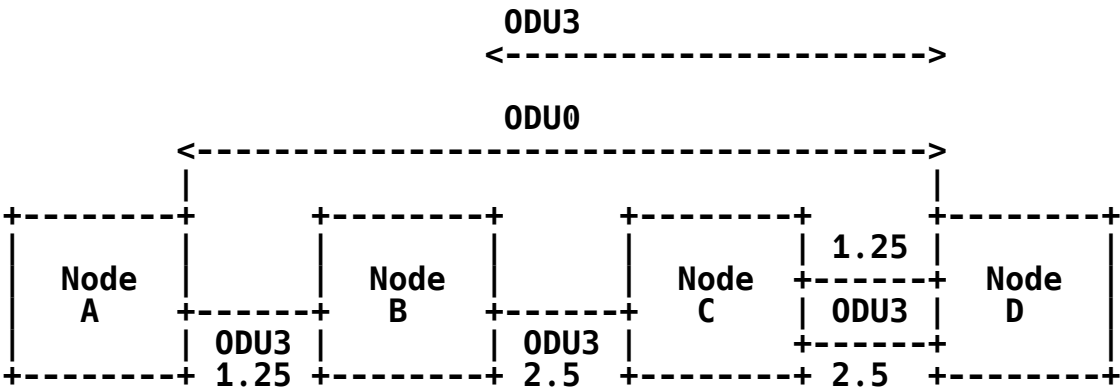 ODU3
<----------------------->
ODU0
<--------------------------------------->
|                                       |
+---------+      +---------+      +---------+      +---------+
|         |      |         |      |         | 1.25 |         |
|  Node   |      |  Node   |      |  Node   +------+  Node   |
|   A     +------+   B     +------+   C     | ODU3 |   D     |
|         | ODU3 |         | ODU3 |         +------+         |
+---------+ 1.25 +---------+ 2.5  +---------+ 2.5  +---------+